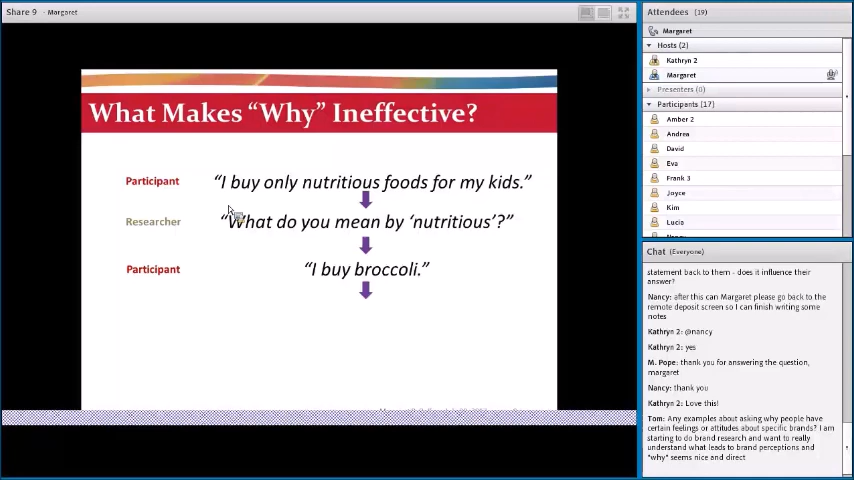 Share 9 - Margaret
What Makes “Why” Ineffective?
Participant “I buy only nutritious foods for my kids.”
Researcher “What do you mean by ‘nutritious’?”
Participant “I buy broccoli.”
Attendees (19)
Margaret
Hosts (2)
Kathryn 2
Margaret
Presenters (0)
Participants (17)
Amber 2
Andrea
David
Eva
Frank 3
Joyce
Kim
Lucia
Chat (Everyone)
statement back to them - does it influence their
answer?
Nancy: after this can Margaret please go back to the
remote deposit screen so I can finish writing some
notes
Kathryn 2: @nancy
Kathryn 2: yes
M. Pope: thank you for answering the question,
margaret
Nancy: thank you
Kathryn 2: Love this!
Tom: Any examples about asking why people have
certain feelings or attitudes about specific brands? I am
starting to do brand research and want to really
understand what leads to brand perceptions and
"why" seems nice and direct